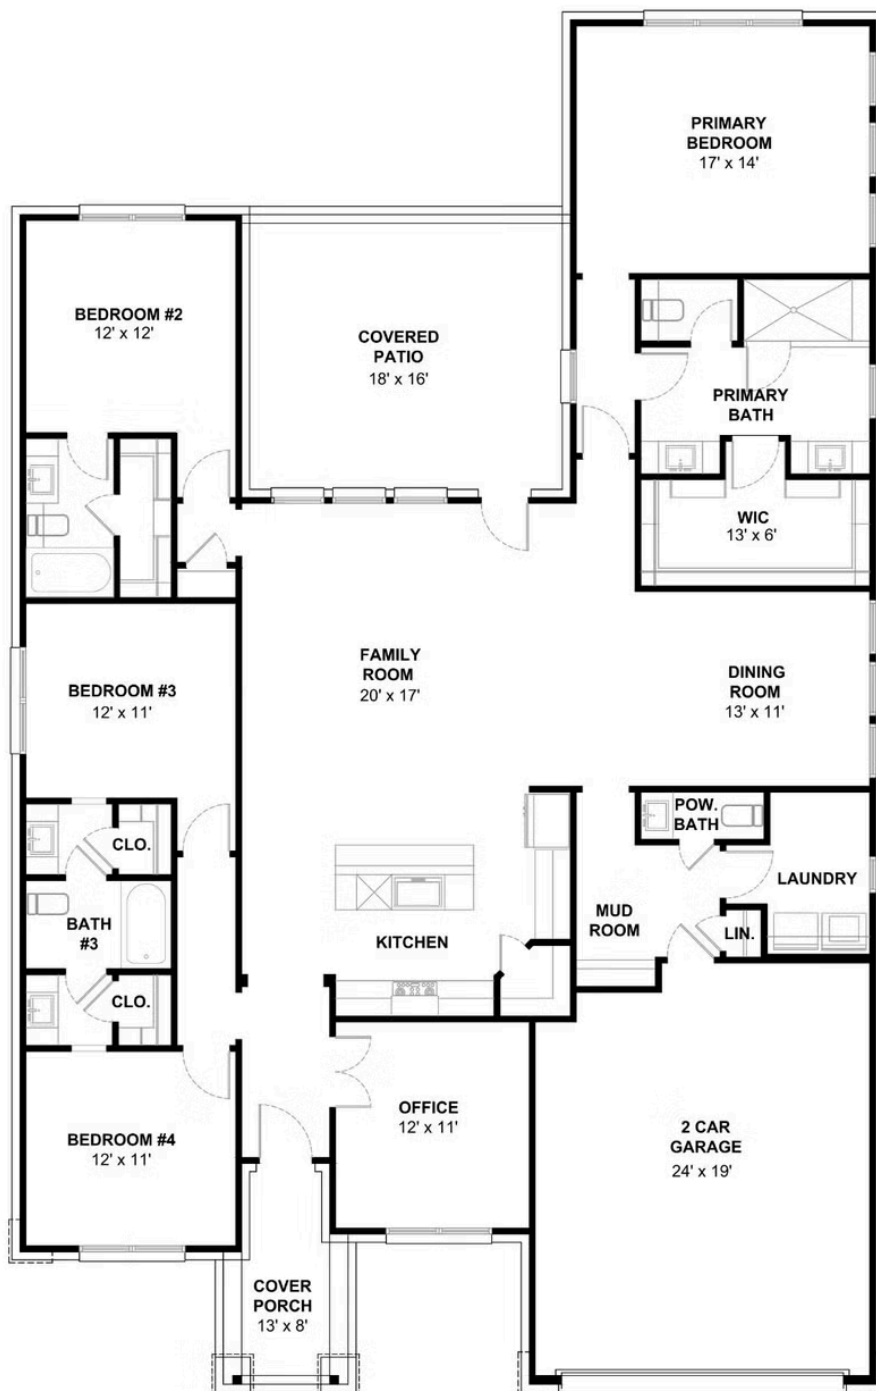 PRIMARY
BEDROOM
17' x 14'
BEDROOM #2
12' x 12'
COVERED
PATIO
18' x 16'
PRIMARY
BATH
WIC
13' x 6'
FAMILY
ROOM
20' x 17'
BEDROOM #3
12' x 11'
DINING
ROOM
13' x 11'
POW.
BATH
CLO.
LAUNDRY
MUD
ROOM
LIN.
BATH
#3
KITCHEN
CLO.
OFFICE
12' x 11'
BEDROOM #4
12' x 11'
2 CAR
GARAGE
24' x 19'
COVER
PORCH
13' x 8'